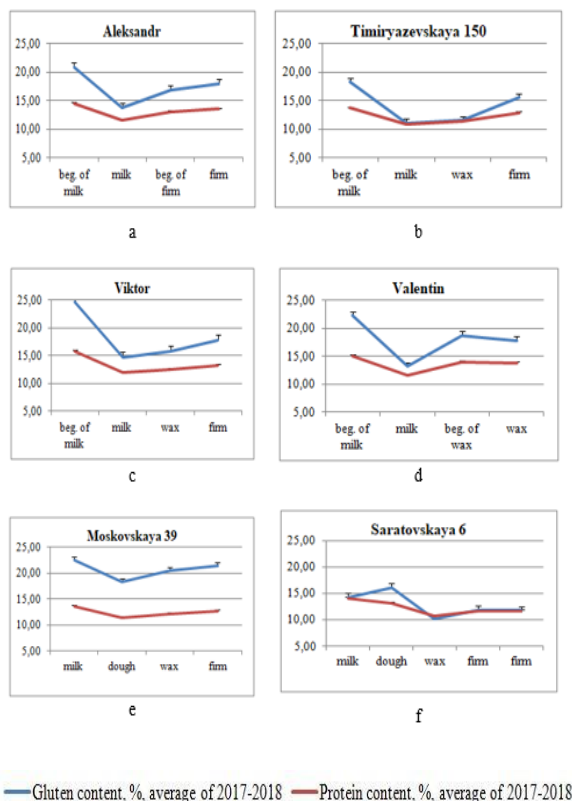 Aleksandr
25,00
20,00
15,00
10,00
5,00
beg. of milk
milk
beg. of firm
firm
a
Timiryazevskaya 150
25,00
20,00
15,00
10,00
5,00
beg. of milk
milk
wax
firm
b
Viktor
25,00
20,00
15,00
10,00
5,00
beg. of milk
milk
wax
firm
c
Valentin
25,00
20,00
15,00
10,00
5,00
beg. of milk
milk
beg. of wax
wax
d
Moskovskaya 39
25,00
20,00
15,00
10,00
5,00
milk
dough
wax
firm
e
Saratovskaya 6
25,00
20,00
15,00
10,00
5,00
milk
dough
wax
firm
firm
f
Gluten content, %, average of 2017-2018
Protein content, %, average of 2017-2018